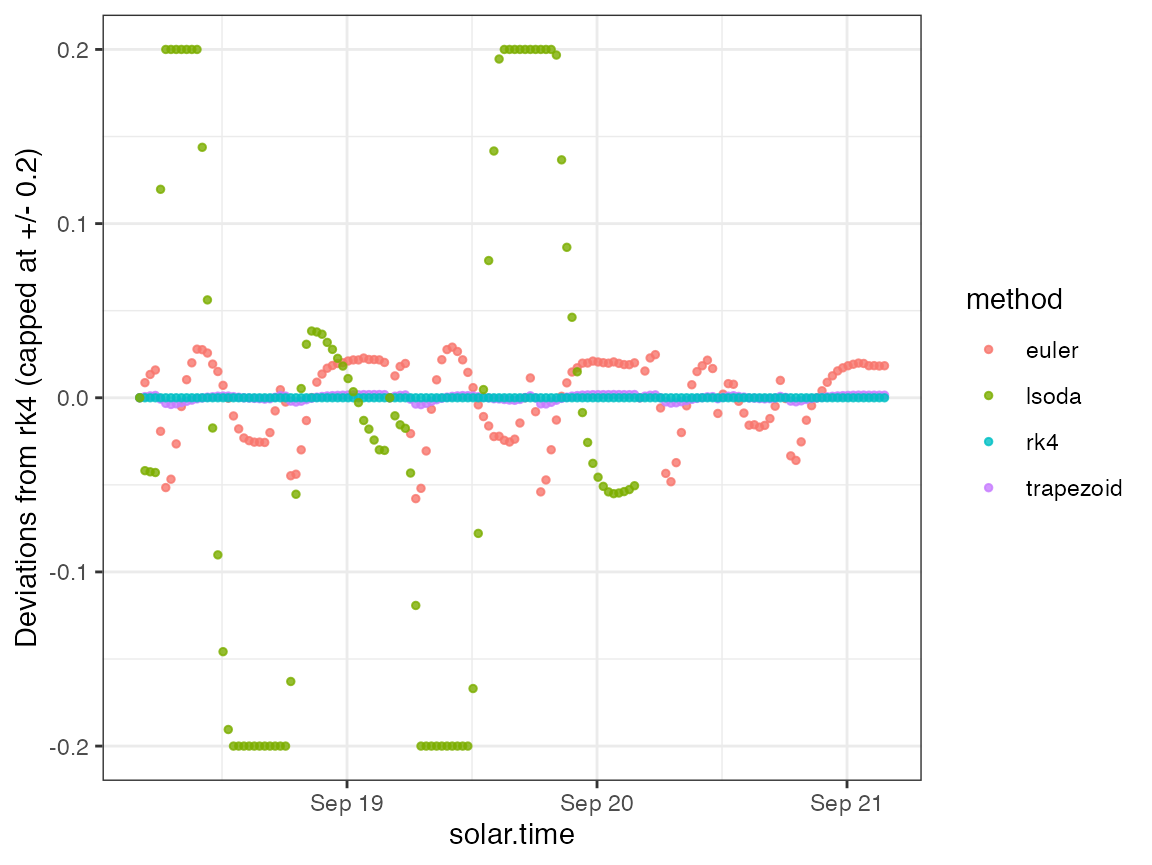 Deviations from rk4 (capped at +/- 0.2)
0.2
0.1
0.0
-0.1
-0.2
Sep 19
Sep 20
Sep 21
solar.time
method
euler
lsoda
rk4
trapezoid